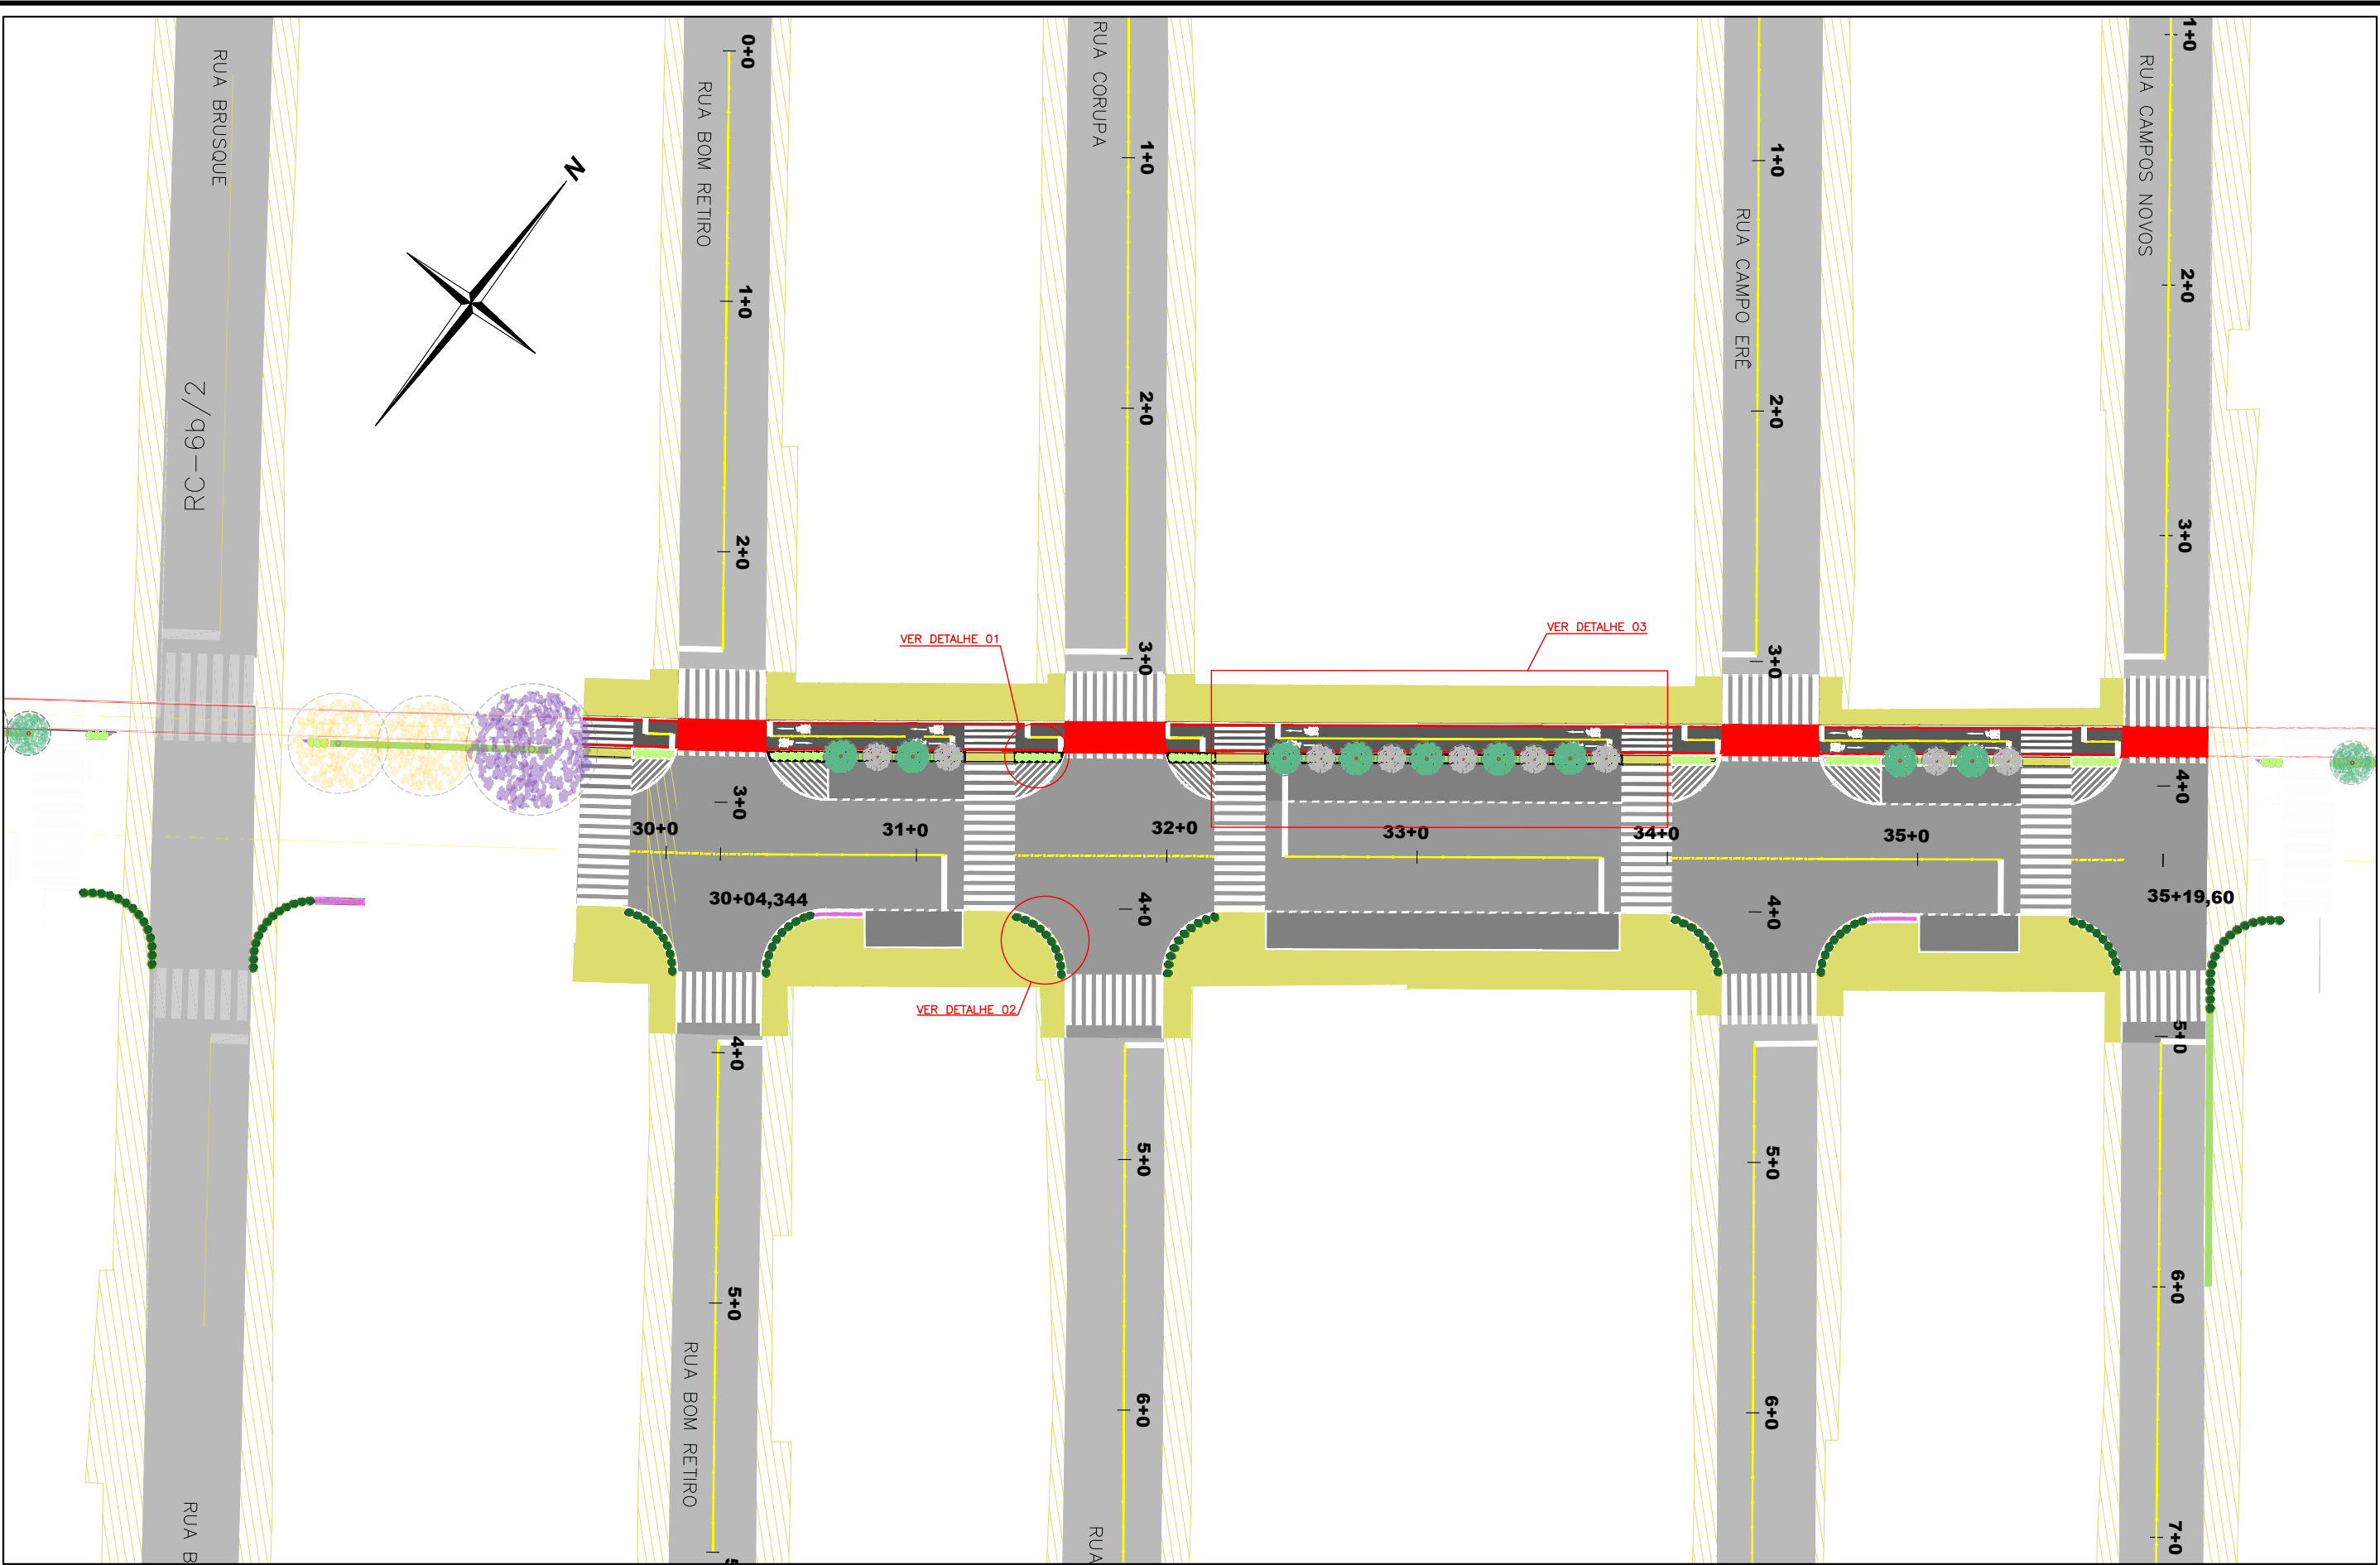 RUA BRUSQUE
RC-6b/2
RUA B
N
RUA BOM RETIRO
0+0
1+0
2+0
3+0
4+0
5+0
RUA BOM RETIRO
RUA CORUPA
1+0
2+0
3+0
4+0
5+0
6+0
RUA
RUA CAMPO ERÊ
1+0
2+0
3+0
4+0
5+0
6+0
RUA CAMPOS NOVOS
1+0
2+0
3+0
4+0
5+0
6+0
7+0
VER DETALHE 01
VER DETALHE 03
30+0
31+0
32+0
33+0
34+0
35+0
30+04,344
35+19,60
VER DETALHE 02